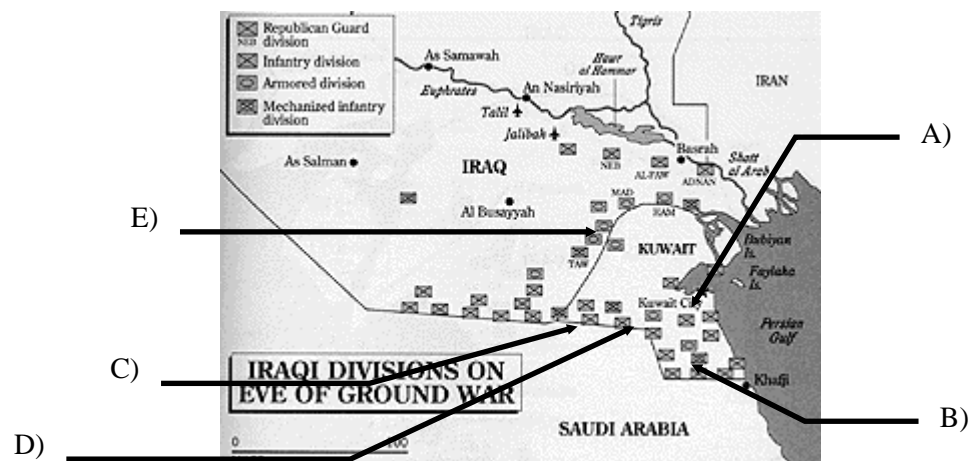 Republican Guard
NEB division
Infantry division
Armored division
Mechanized infantry
division
As Samawah
Euphrates
An Nasiriyah
Talil
Jalibah
Haur
al Hammar
Tigris
IRAN
A)
As Salman
IRAQ
Basrah
Shatt
al Arab
NEB
AL-FAW
ADNAN
MAD
HAM
Al Busayyah
E)
KUWAIT
Bubiyan
Is.
TAW
Faylaka
Is.
Kuwait City
Persian
Gulf
C)
IRAQI DIVISIONS ON
EVE OF GROUND WAR
Khafji
B)
D)
SAUDI ARABIA
0